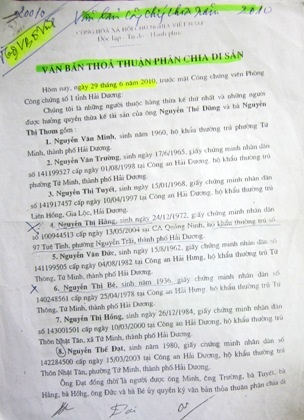 Văn bản
2010
CỘNG HOÀ XÃ HỘI CHỦ NGHĨA VIỆT NAM
Độc lập - Tự do - Hạnh phúc
VĂN BẢN THOẢ THUẬN PHÂN CHIA DI SẢN
Hôm nay, ngày 29 tháng 6 năm 2010, trước mặt Công chứng viên Phòng
Công chứng số 1 tỉnh Hải Dương.
Chúng tôi là những người thuộc hàng thừa kế thứ nhất và những người
được hưởng quyền thừa kế tài sản của ông Nguyễn Thế Dũng và bà Nguyễn
Thị Thơm gồm :
1. Nguyễn Văn Minh, sinh năm 1960, hộ khẩu thường trú phường Tứ
Minh, thành phố Hải Dương.
2. Nguyễn Văn Trường, sinh ngày 17/6/1965, giấy chứng minh nhân dân
số 141199527 cấp ngày 01/08/1998 tại Công an Hải Dương, hộ khẩu thường trú
phường Tứ Minh, thành phố Hải Dương.
3. Nguyễn Thị Tuyết, sinh ngày 15/01/1968, giấy chứng minh nhân dân
số 141917457 cấp ngày 10/04/1997 tại Công an Hải Dương, hộ khẩu thường trú
Liên Hồng, Gia Lộc, Hải Dương.
4. Nguyễn Thị Hằng, sinh ngày 24/12/1972, giấy chứng minh nhân dân
số 100944513 cấp ngày 13/05/2004 tại CA Quảng Ninh, hộ khẩu thường trú số
97 Tuệ Tĩnh, phường Nguyễn Trãi, thành phố Hải Dương.
5. Nguyễn Văn Đức, sinh ngày 15/8/1962, giấy chứng minh nhân dân số
141199505 cấp ngày 04/08/1982 tại Công an Hải Hưng, hộ khẩu thường trú Tứ
Thông, Tứ Minh, thành phố Hải Dương.
6. Nguyễn Thị Bé, sinh năm 1936, giấy chứng minh nhân dân số
140248561 cấp ngày 25/04/1978 tại Công an Hải Hưng, hộ khẩu thường trú Tứ
Thông, Tứ Minh, thành phố Hải Dương.
7. Nguyễn Thị Hồng, sinh ngày 26/12/1984, giấy chứng minh nhân dân
số 143001501 cấp ngày 10/03/2000 tại Công an Hải Dương, hộ khẩu thường trú
Thôn Nhật Tân, xã Tứ Minh, thành phố Hải Dương.
8. Nguyễn Thế Đạt, sinh năm 1980, giấy chứng minh nhân dân số
142284500 cấp ngày 15/03/2003 tại Công an Hải Dương, hộ khẩu thường trú
Thôn Nhật Tân, Tứ Minh, thành phố Hải Dương.
Ông Đạt đồng thời là người được ông Minh, ông Trường, bà Tuyết, bà
Hằng, bà Hồng, ông Đức và bà Bé ủy quyền ký văn bản thỏa thuận phân chia di